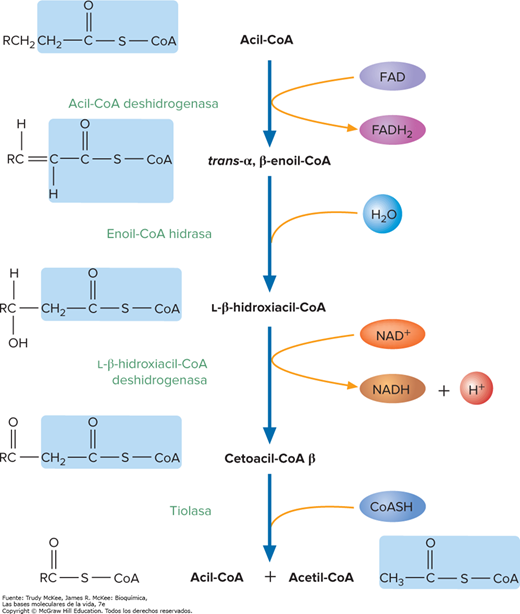 O
RCH₂CH₂ — C — S — CoA
Acil-CoA
FAD
Acil-CoA deshidrogenasa
FADH₂
H
O
RC = C — C — S — CoA
H
trans-α, β-enoil-CoA
H₂O
Enoil-CoA hidrasa
H
O
RC — CH₂ — C — S — CoA
OH
L-β-hidroxiacil-CoA
NAD⁺
L-β-hidroxiacil-CoA
deshidrogenasa
NADH + H⁺
O
O
RC — CH₂ — C — S — CoA
Cetoacil-CoA β
Tiolasa
CoASH
O
RC — S — CoA
Acil-CoA + Acetil-CoA
O
CH₃ — C — S — CoA
Fuente: Trudy McKee, James R. McKee: Bioquímica,
Las bases moleculares de la vida, 7e
Copyright © McGraw Hill Education. Todos los derechos reservados.